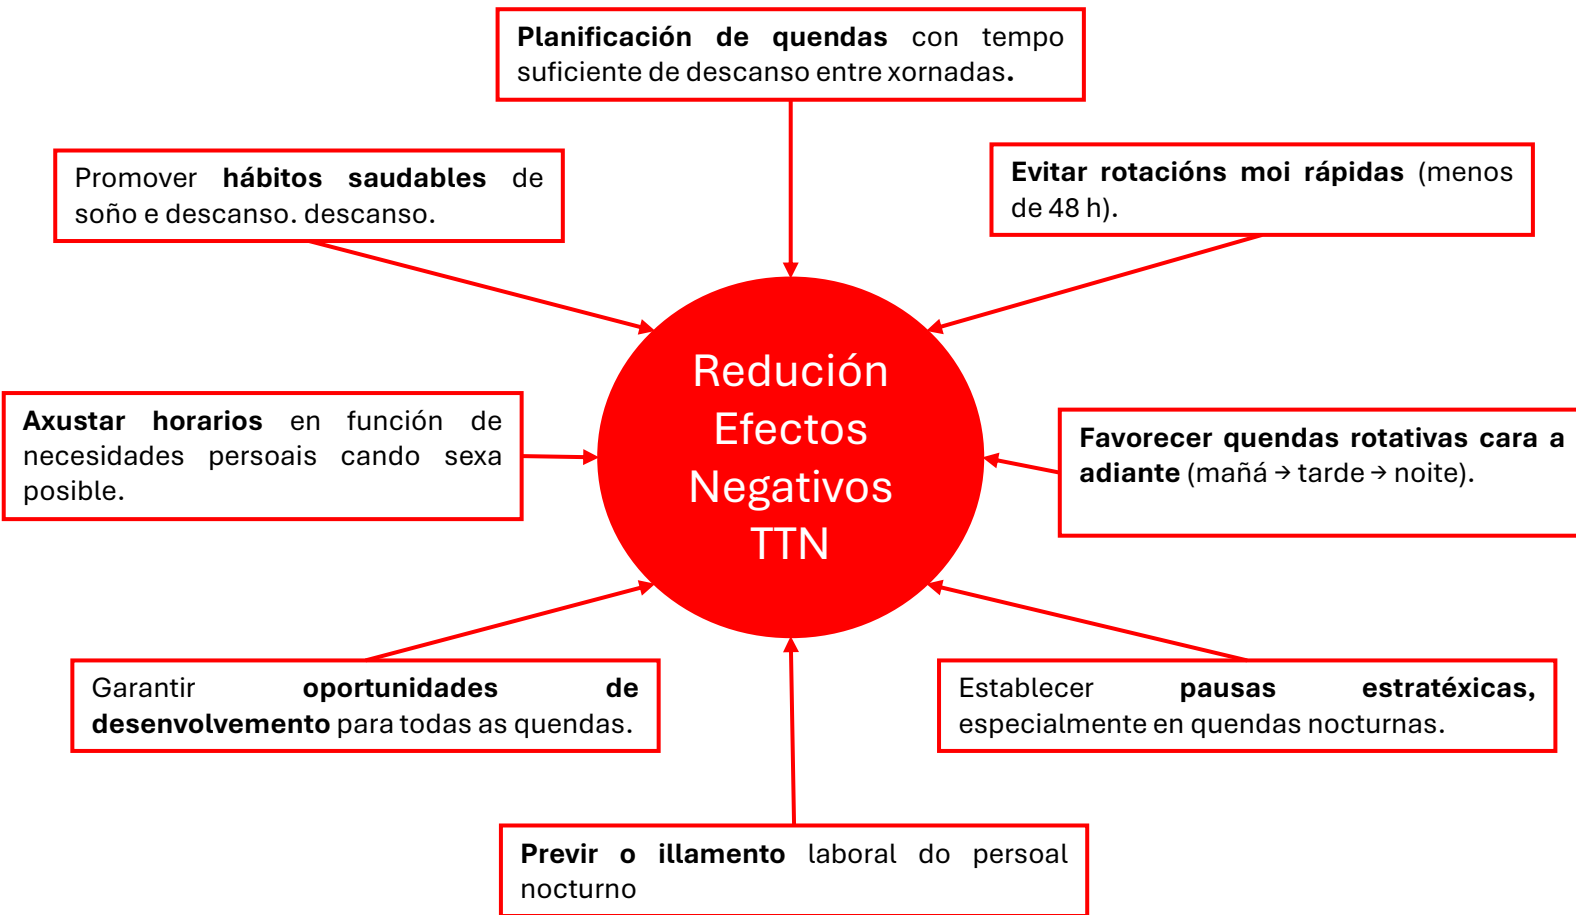 Planificación de quendas con tempo
suficiente de descanso entre xornadas.
Promover hábitos saudables de
soño e descanso. descanso.
Evitar rotacións moi rápidas (menos
de 48 h).
Redución
Efectos
Negativos
TTN
Axustar horarios en función de
necesidades persoais cando sexa
posible.
Favorecer quendas rotativas cara a
adiante (mañá → tarde → noite).
Garantir oportunidades de
desenvolvemento para todas as quendas.
Establecer pausas estratéxicas,
especialmente en quendas nocturnas.
Previr o illamento laboral do persoal
nocturno